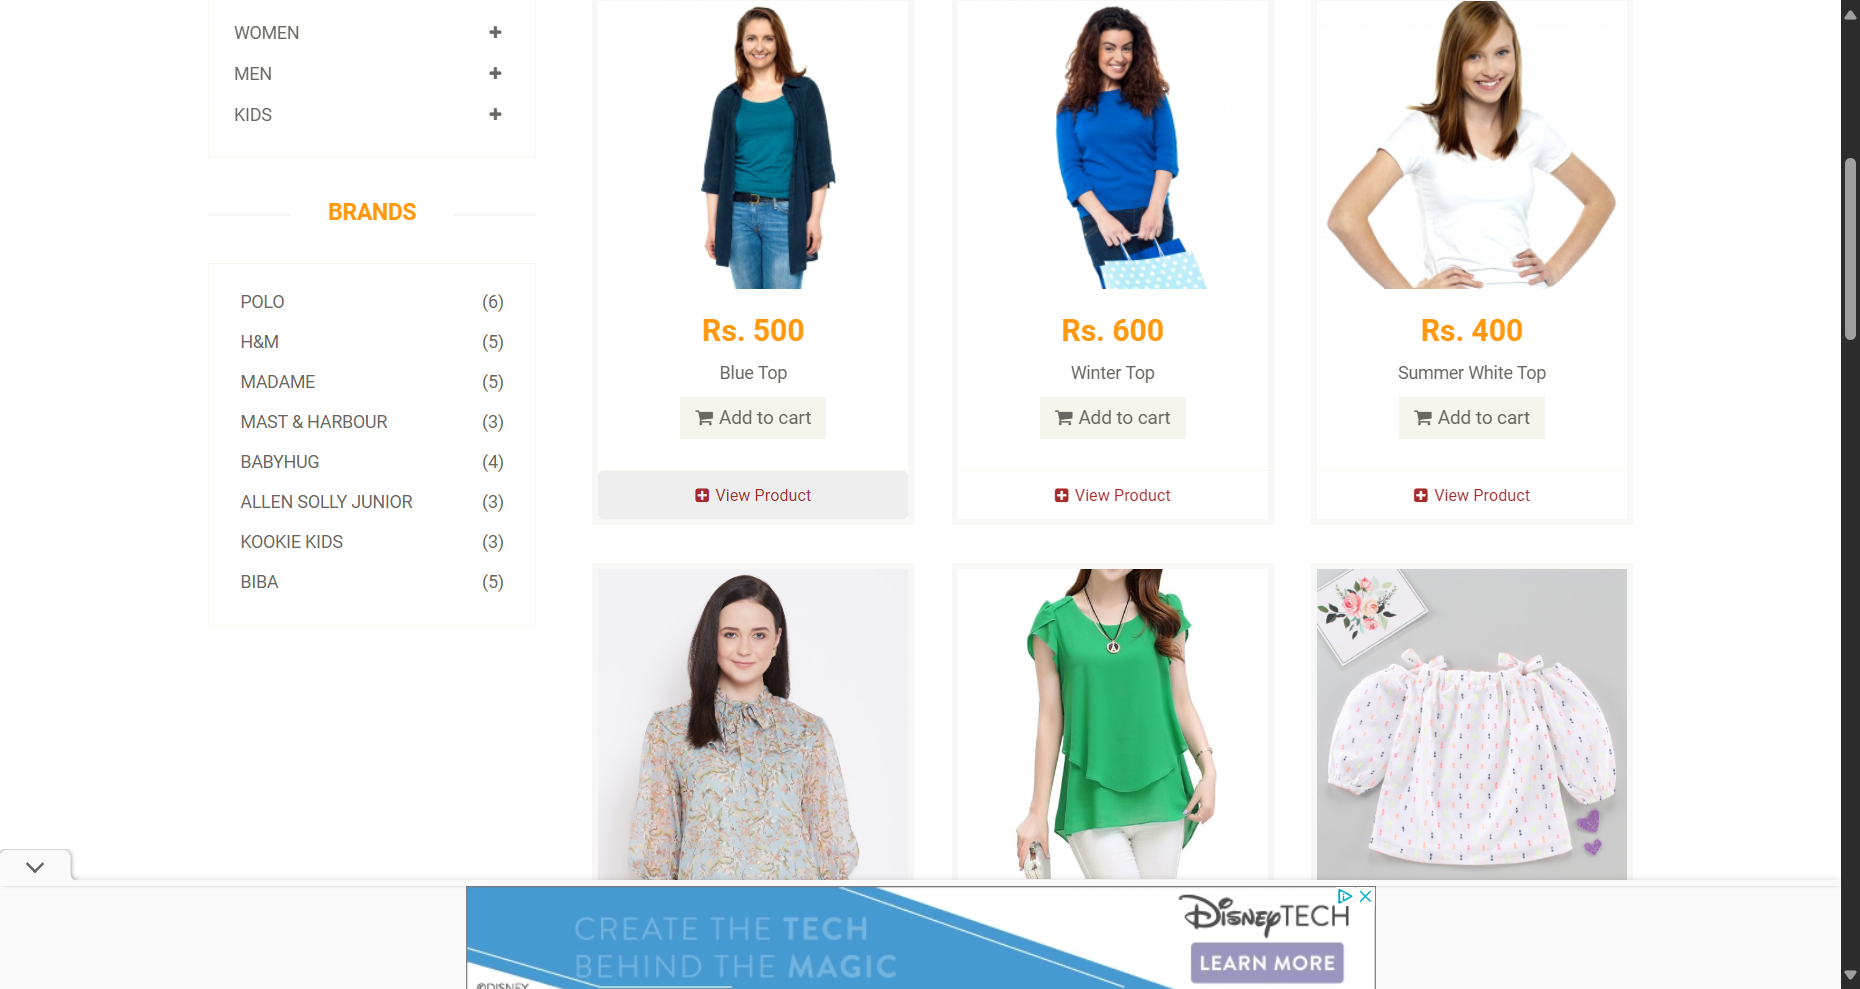 WOMEN
MEN
KIDS
BRANDS
POLO (6)
H&M (5)
MADAME (5)
MAST & HARBOUR (3)
BABYHUG (4)
ALLEN SOLLY JUNIOR (3)
KOOKIE KIDS (3)
BIBA (5)
Rs. 500
Blue Top
Add to cart
View Product
Rs. 600
Winter Top
Add to cart
View Product
Rs. 400
Summer White Top
Add to cart
View Product
CREATE THE TECH
BEHIND THE MAGIC
©DISNEY
DISNEY TECH
LEARN MORE